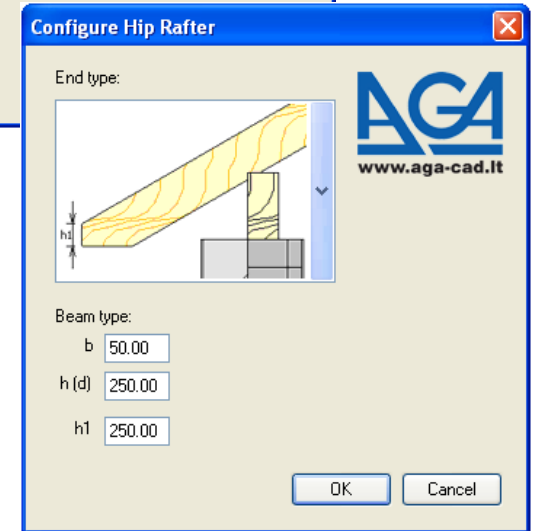 Configure Hip Rafter
End type:
AGA
www.aga-cad.lt
h1
Beam type:
b 50.00
h (d) 250.00
h1 250.00
OK Cancel